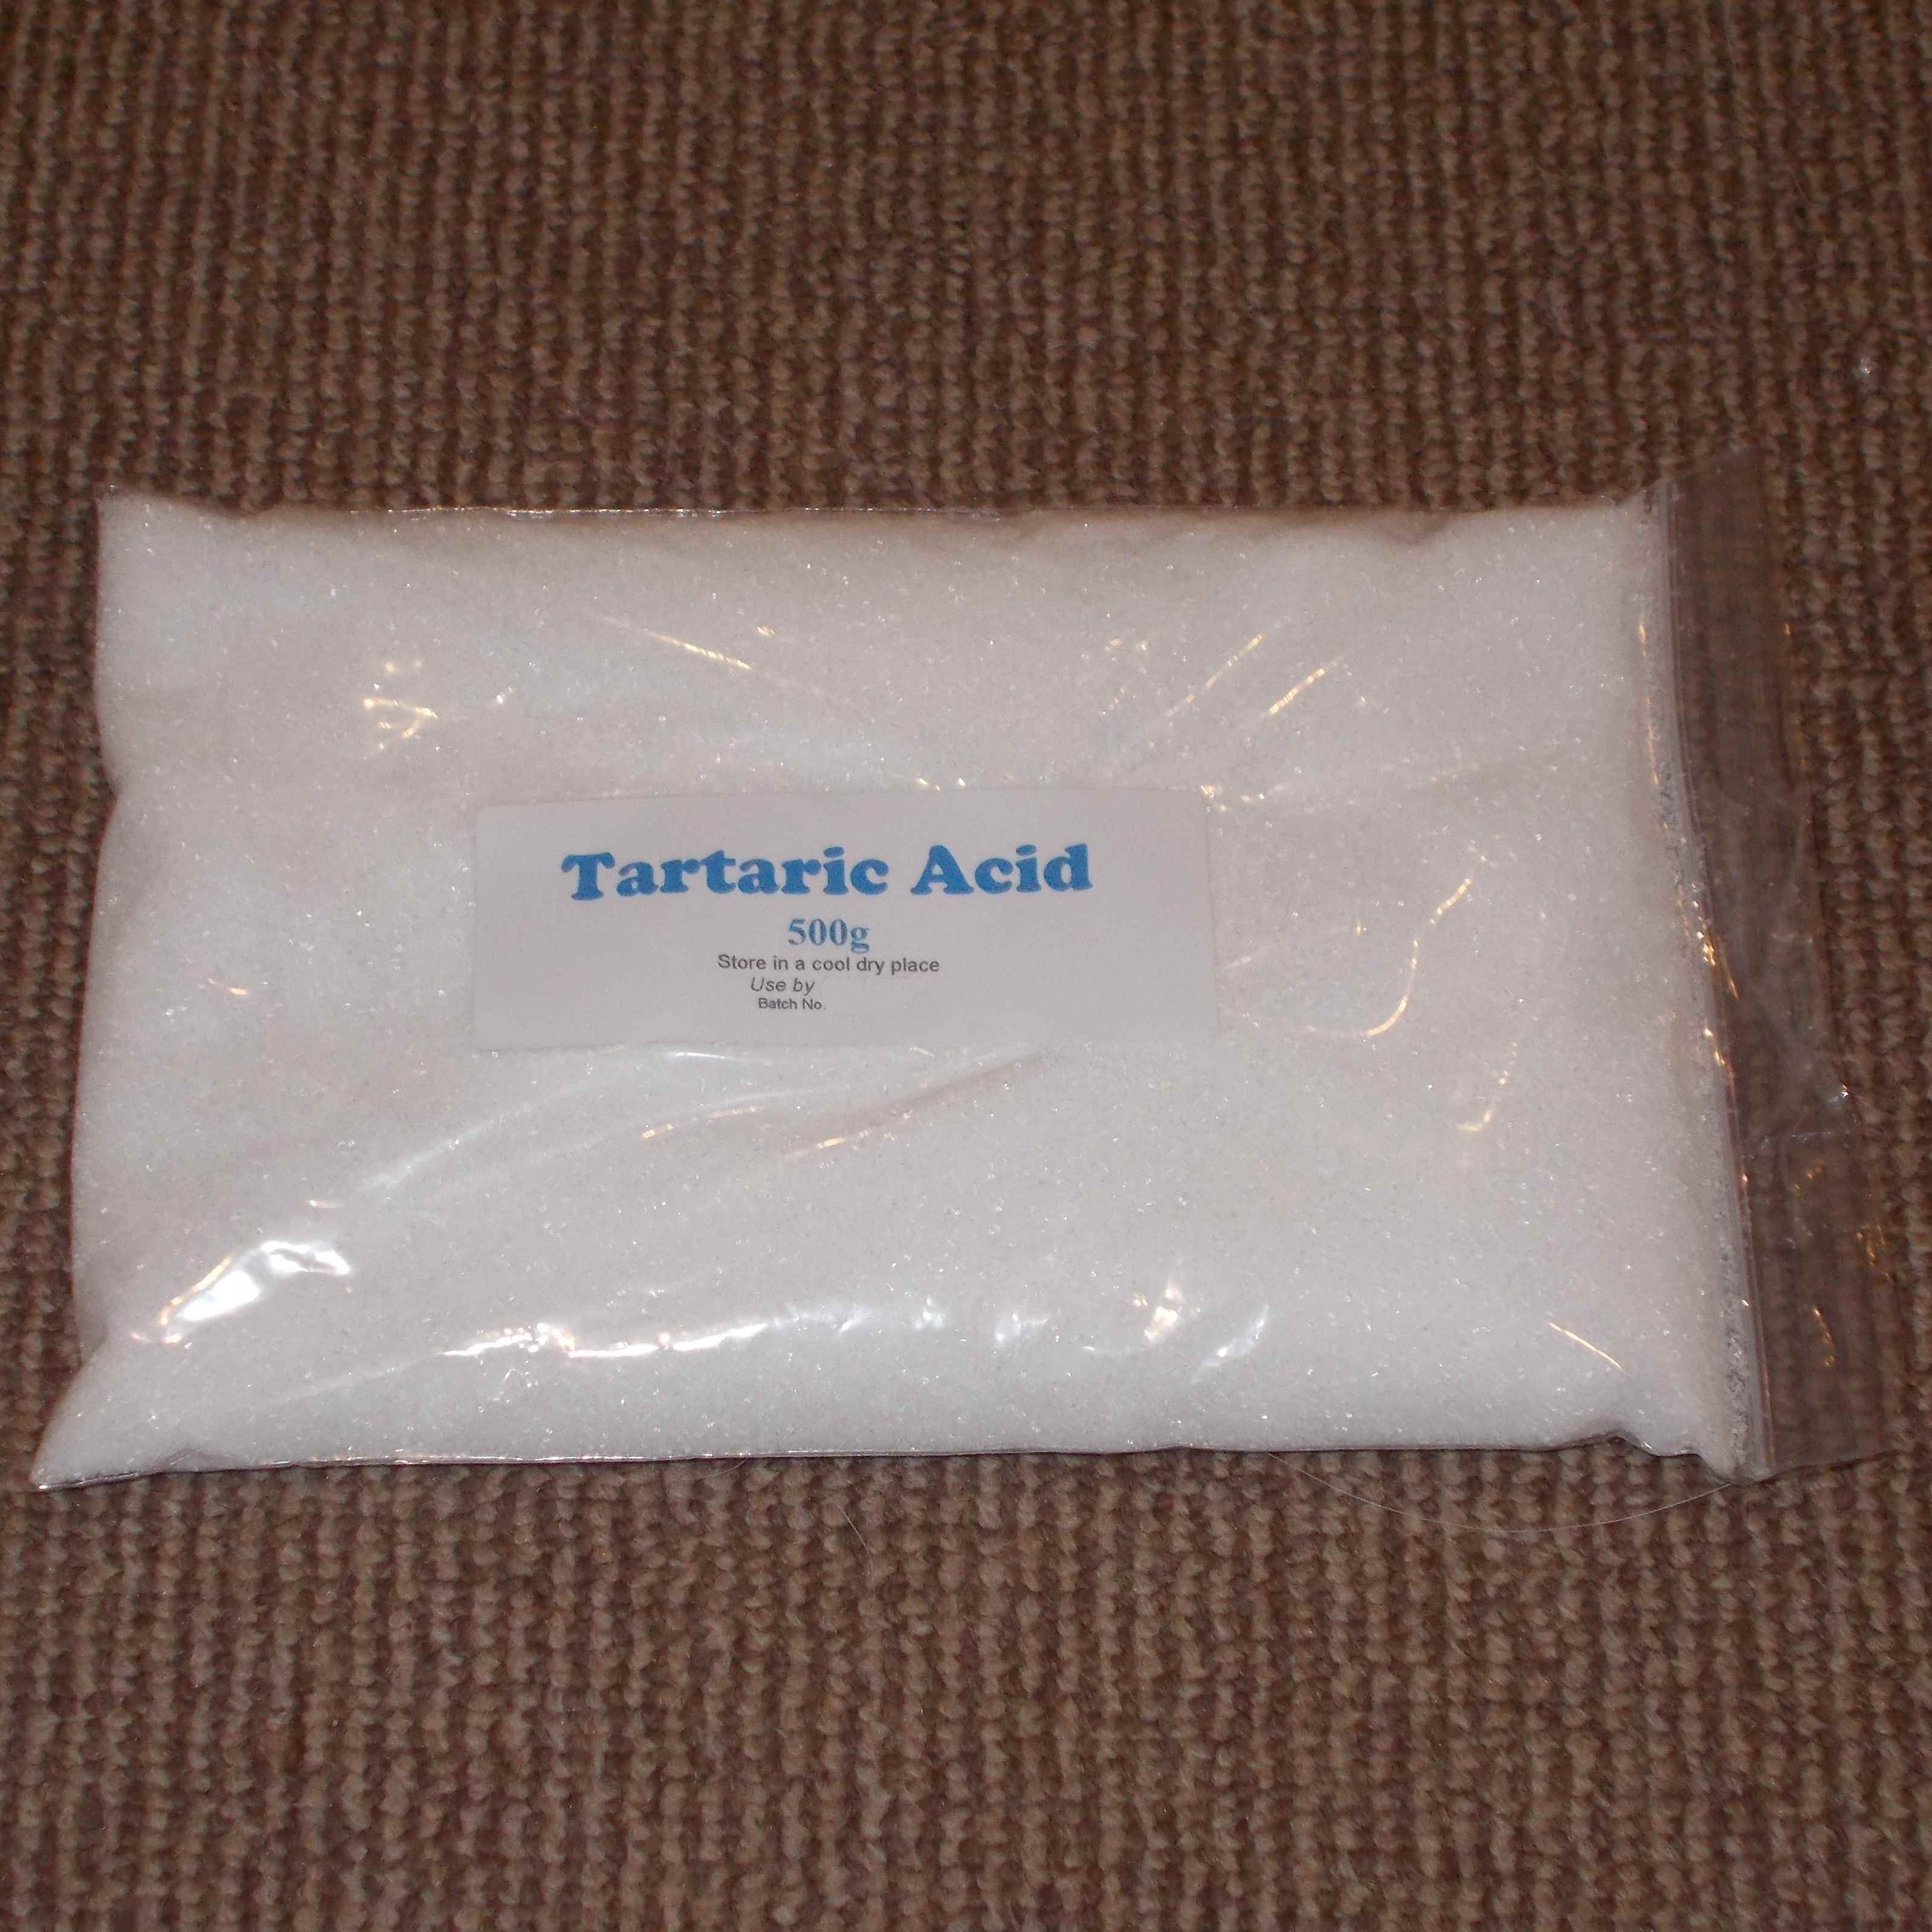 Tartaric Acid
500g
Store in a cool dry place
Use by
Batch No.